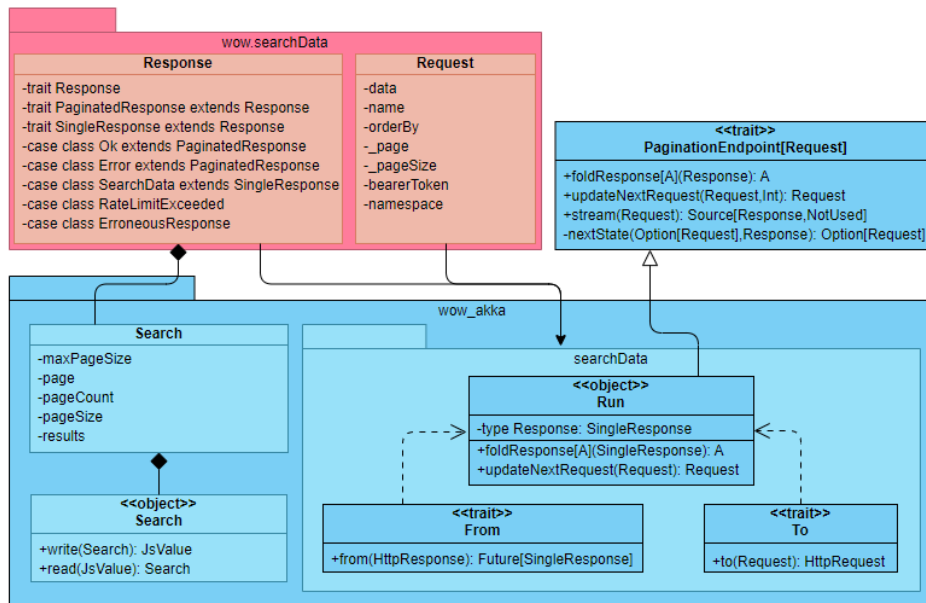 wow.searchData
Response
-trait Response
-trait PaginatedResponse extends Response
-trait SingleResponse extends Response
-case class Ok extends PaginatedResponse
-case class Error extends PaginatedResponse
-case class SearchData extends SingleResponse
-case class RateLimitExceeded
-case class ErroneousResponse
Request
-data
-name
-orderBy
-_page
-_pageSize
-bearerToken
-namespace
<<trait>>
PaginationEndpoint[Request]
+foldResponse[A](Response): A
+updateNextRequest(Request,Int): Request
+stream(Request): Source[Response,NotUsed]
-nextState(Option[Request],Response): Option[Request]
wow_akka
Search
-maxPageSize
-page
-pageCount
-pageSize
-results
<<object>>
Search
+write(Search): JsValue
+read(JsValue): Search
searchData
<<object>>
Run
-type Response: SingleResponse
+foldResponse[A](SingleResponse): A
+updateNextRequest(Request): Request
<<trait>>
From
+from(HttpResponse): Future[SingleResponse]
<<trait>>
To
+to(Request): HttpRequest